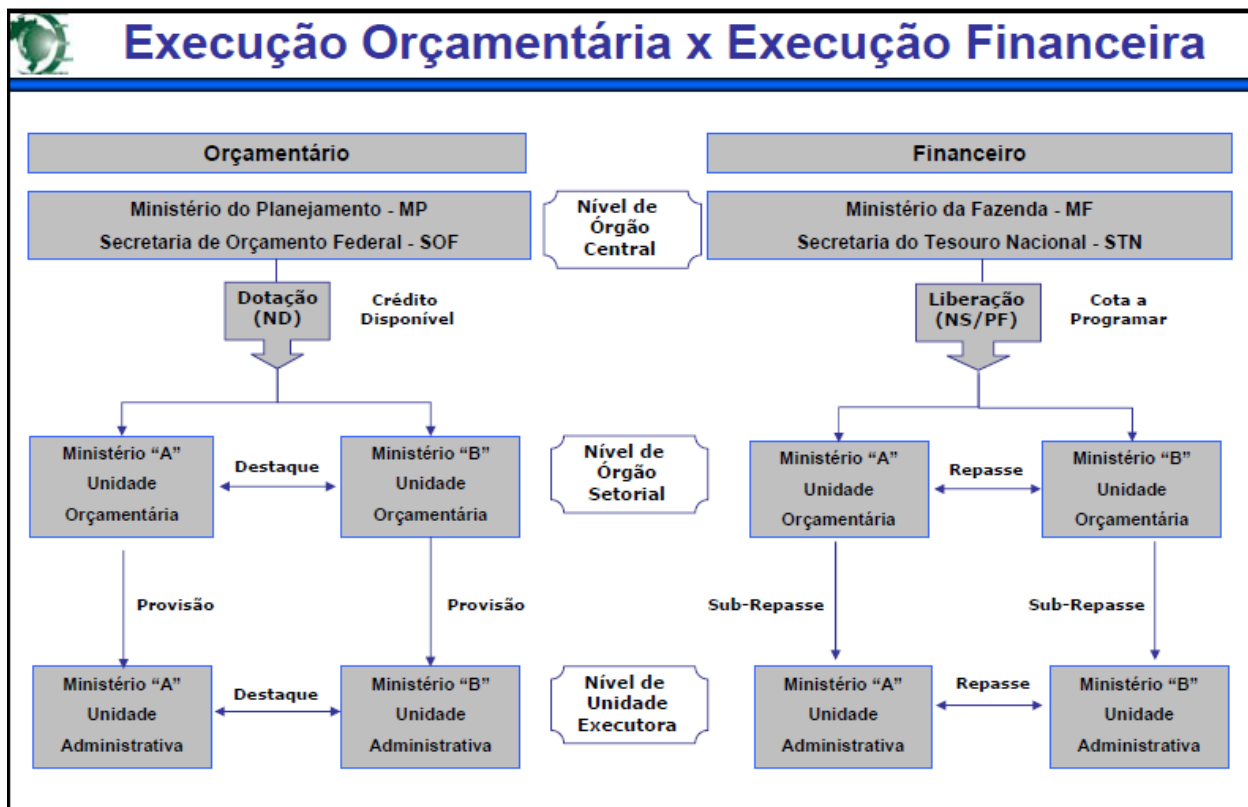 Execução Orçamentária x Execução Financeira
Orçamentário
Financeiro
Ministério do Planejamento - MP
Secretaria de Orçamento Federal - SOF
Nível de
Órgão
Central
Ministério da Fazenda - MF
Secretaria do Tesouro Nacional - STN
Dotação
(ND)
Crédito
Disponível
Liberação
(NS/PF)
Cota a
Programar
Ministério “A”
Unidade
Orçamentária
Destaque
Ministério “B”
Unidade
Orçamentária
Nível de
Órgão
Setorial
Ministério “A”
Unidade
Orçamentária
Repasse
Ministério “B”
Unidade
Orçamentária
Provisão
Provisão
Sub-Repasse
Sub-Repasse
Ministério “A”
Unidade
Administrativa
Destaque
Ministério “B”
Unidade
Administrativa
Nível de
Unidade
Executora
Ministério “A”
Unidade
Administrativa
Repasse
Ministério “B”
Unidade
Administrativa